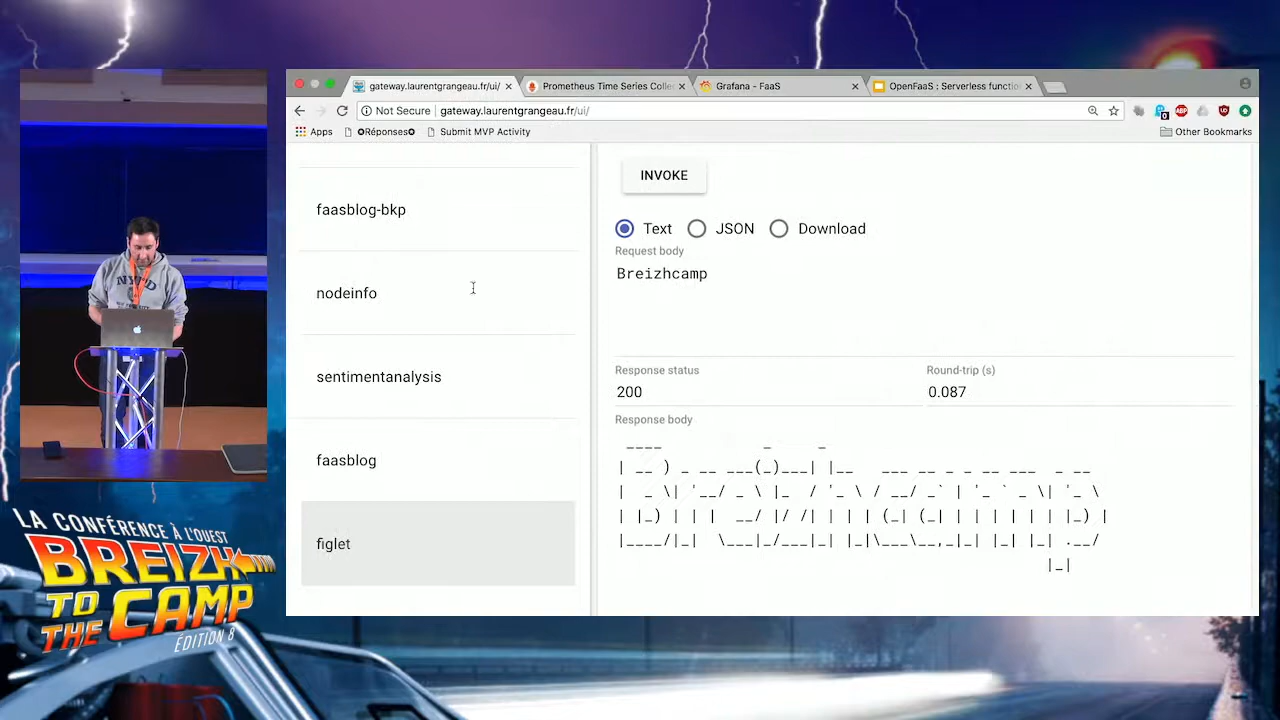 gateway.laurentgrangeau.fr/ui/
Prometheus Time Series Collec
Grafana - FaaS
OpenFaaS : Serverless functio
Not Secure
gateway.laurentgrangeau.fr/ui/
Apps
✪Réponses✪
Submit MVP Activity
Other Bookmarks
faasblog-bkp
nodeinfo
sentimentanalysis
faasblog
figlet
INVOKE
Text
JSON
Download
Request body
Breizhcamp
Response status
200
Round-trip (s)
0.087
Response body
Breizhcamp
LA CONFÉRENCE À L'OUEST
BREIZH
TO
THE CAMP
ÉDITION 8